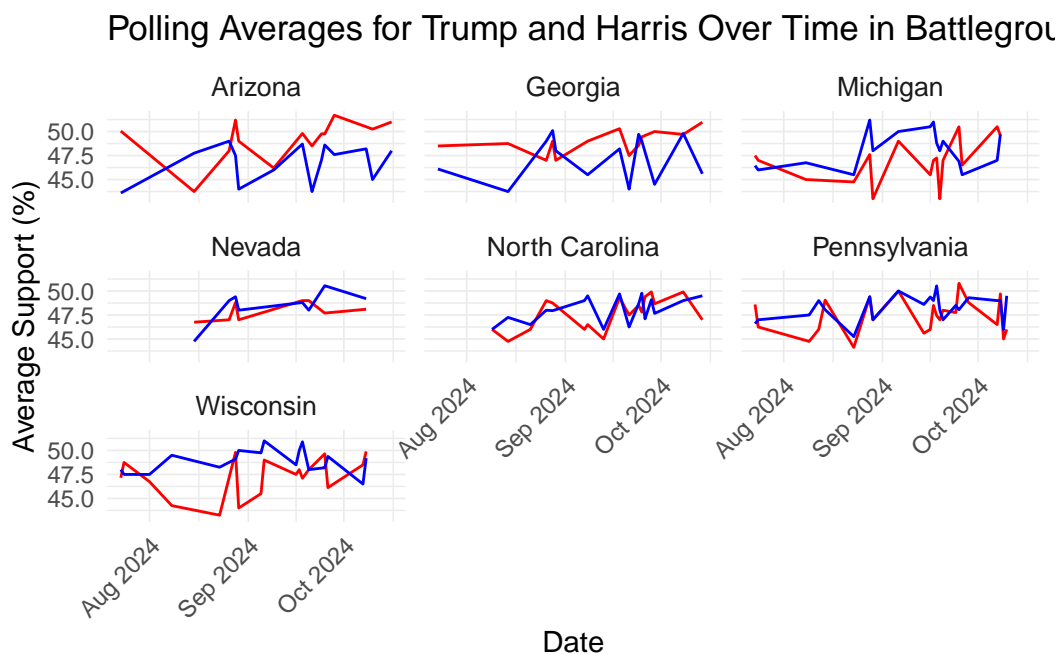 Polling Averages for Trump and Harris Over Time in Battlegrou
Arizona Georgia Michigan
50.0
47.5
45.0
Nevada North Carolina Pennsylvania
50.0
47.5
45.0
Aug 2024 Sep 2024 Oct 2024 Aug 2024 Sep 2024 Oct 2024
Wisconsin
50.0
47.5
45.0
Aug 2024 Sep 2024 Oct 2024
Average Support (%)
Date